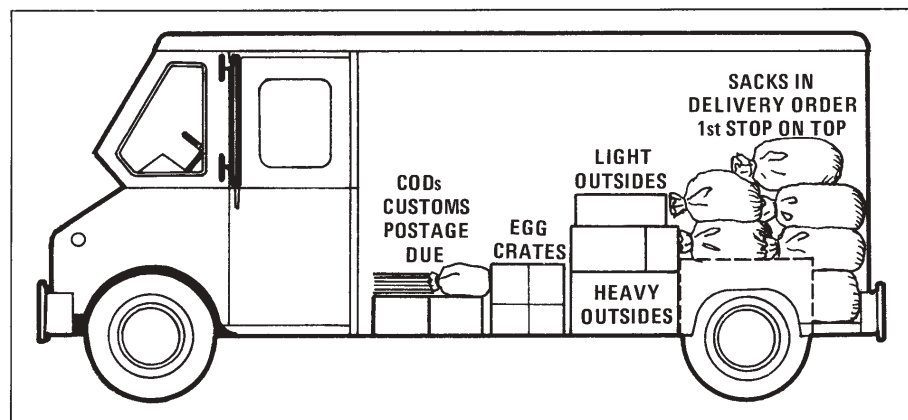 SACKS IN
DELIVERY ORDER
1st STOP ON TOP
LIGHT
OUTSIDES
CODs
CUSTOMS
POSTAGE
DUE
EGG
CRATES
HEAVY
OUTSIDES